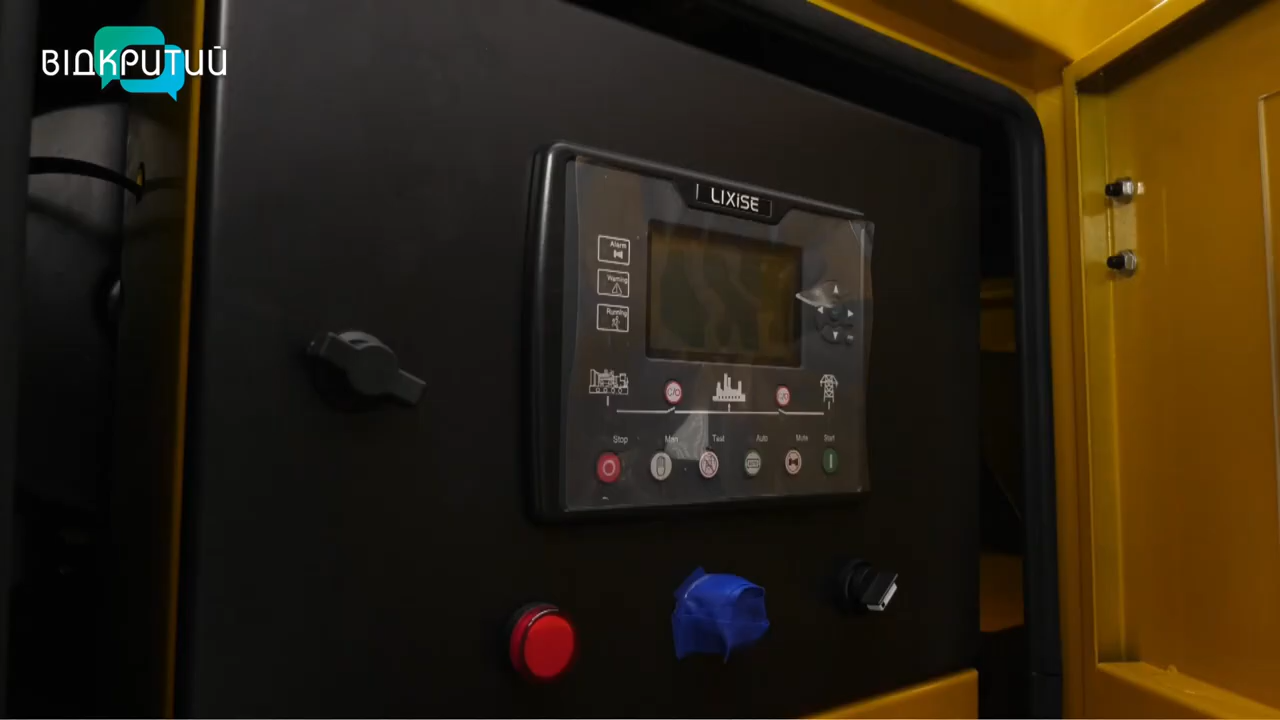 ВІДКРИТИЙ
LIXiSE
Alarm
Warning
Running
Stop Man Test Auto Mute Start